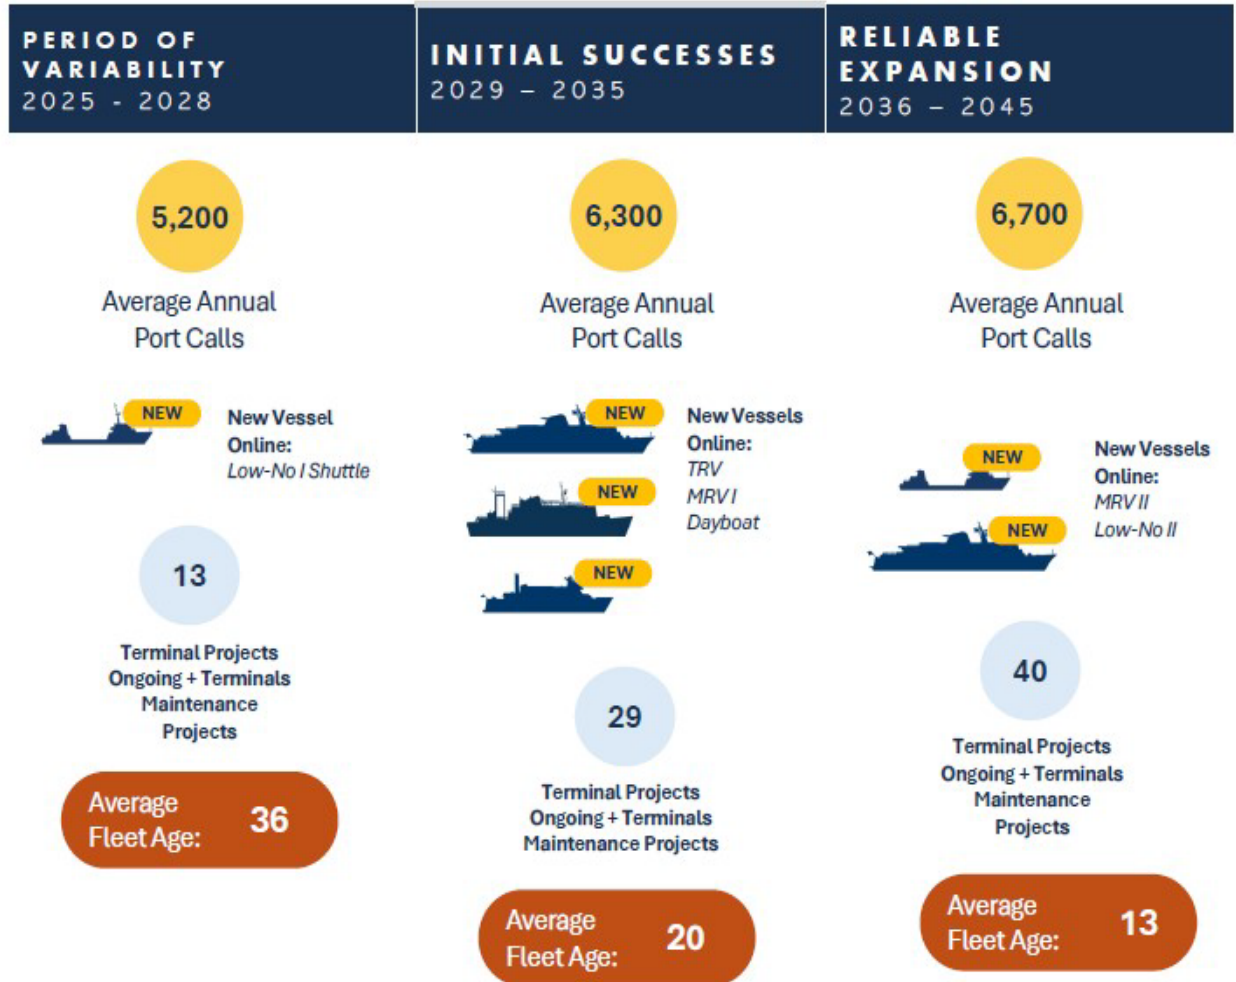 PERIOD OF
VARIABILITY
2025 - 2028
5,200
Average Annual
Port Calls
NEW
New Vessel
Online:
Low-No I Shuttle
13
Terminal Projects
Ongoing + Terminals
Maintenance
Projects
Average
Fleet Age:
36
INITIAL SUCCESSES
2029 – 2035
6,300
Average Annual
Port Calls
NEW
NEW
NEW
New Vessels
Online:
TRV
MRV I
Dayboat
29
Terminal Projects
Ongoing + Terminals
Maintenance Projects
Average
Fleet Age:
20
RELIABLE
EXPANSION
2036 – 2045
6,700
Average Annual
Port Calls
NEW
NEW
New Vessels
Online:
MRV II
Low-No II
40
Terminal Projects
Ongoing + Terminals
Maintenance
Projects
Average
Fleet Age:
13